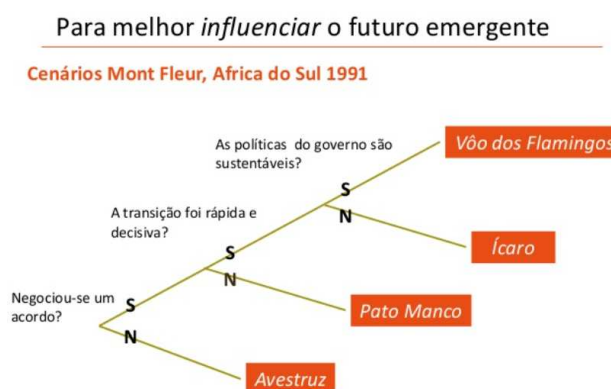 Para melhor influenciar o futuro emergente
Cenários Mont Fleur, Africa do Sul 1991
As políticas do governo são
sustentáveis?
Vôo dos Flamingos
S
N
A transição foi rápida e
decisiva?
Ícaro
S
N
Negociou-se um
acordo?
Pato Manco
S
N
Avestruz